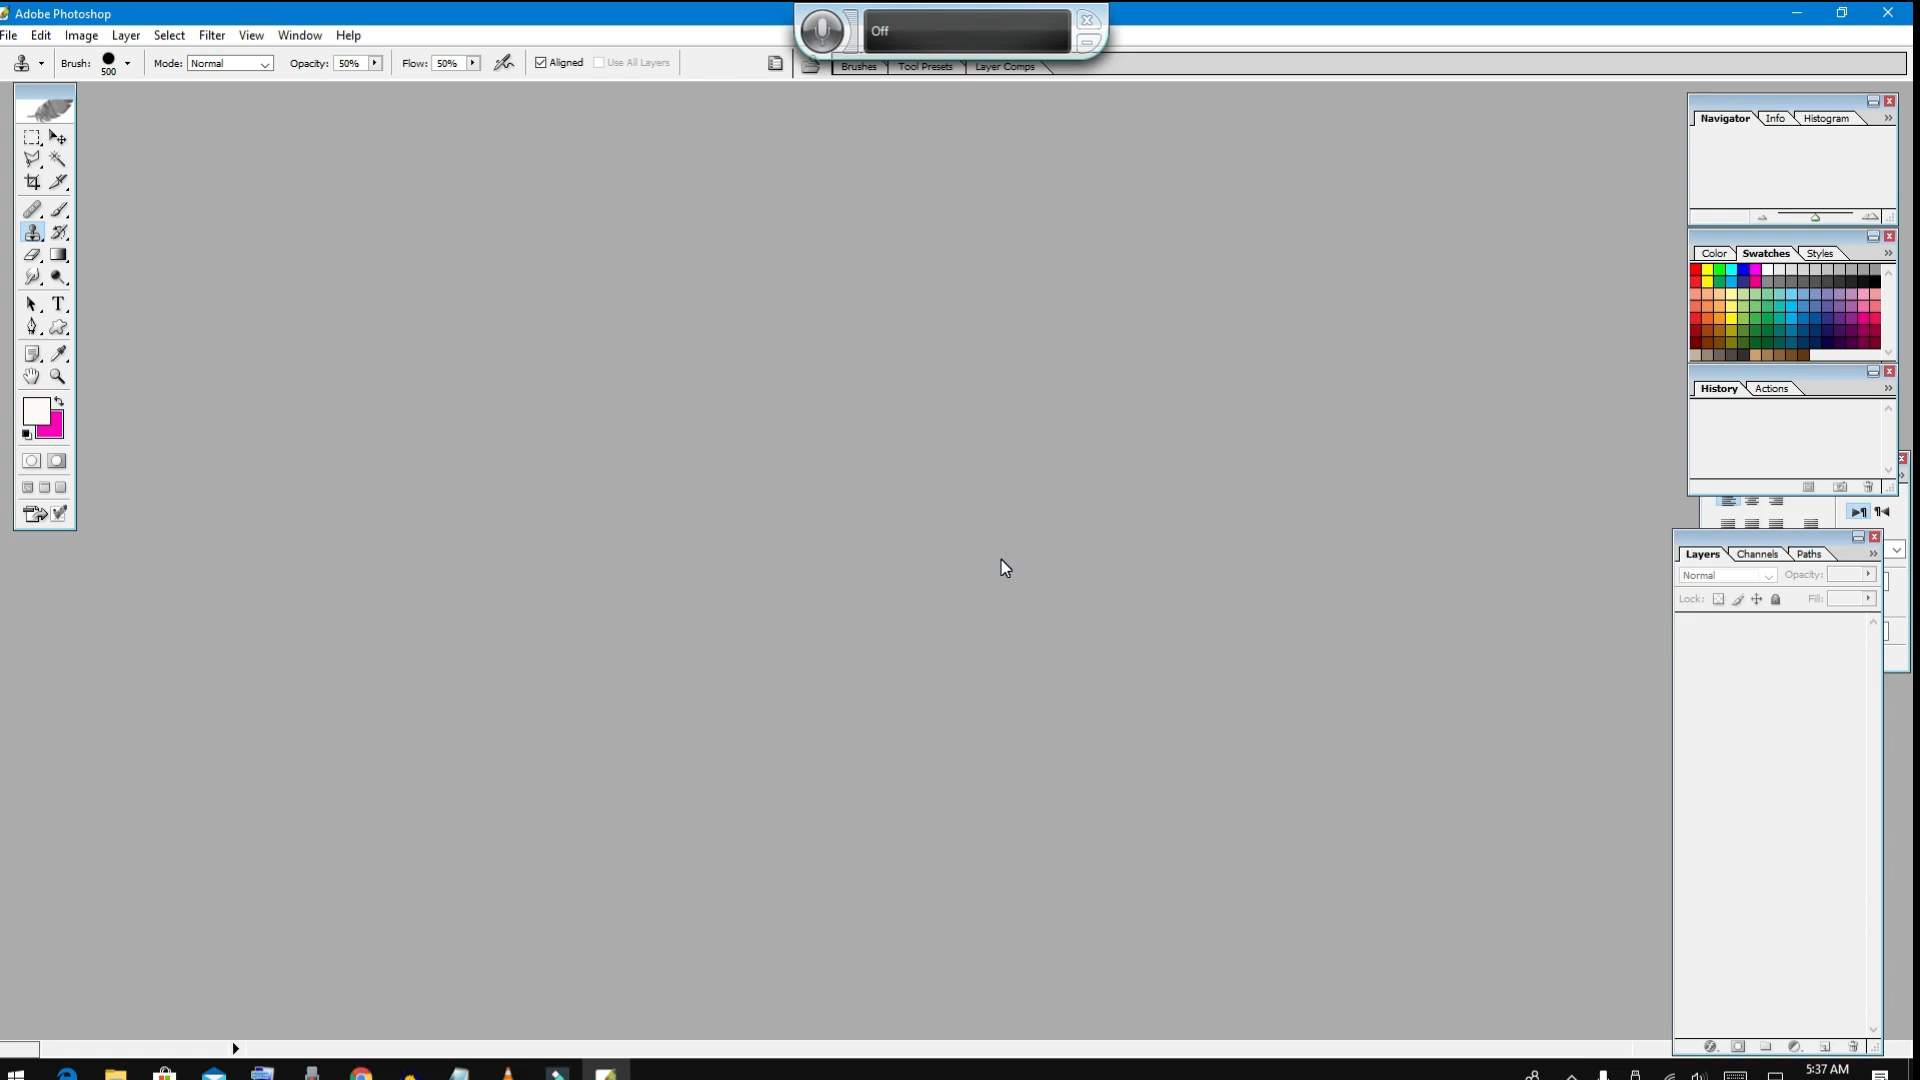 Adobe Photoshop
Off
File Edit Image Layer Select Filter View Window Help
Brush: 500 Mode: Normal Opacity: 50% Flow: 50% Aligned Use All Layers
Brushes Tool Presets Layer Comps
Navigator Info Histogram
Color Swatches Styles
History Actions
Layers Channels Paths
Normal Opacity:
Lock: Fill:
5:37 AM